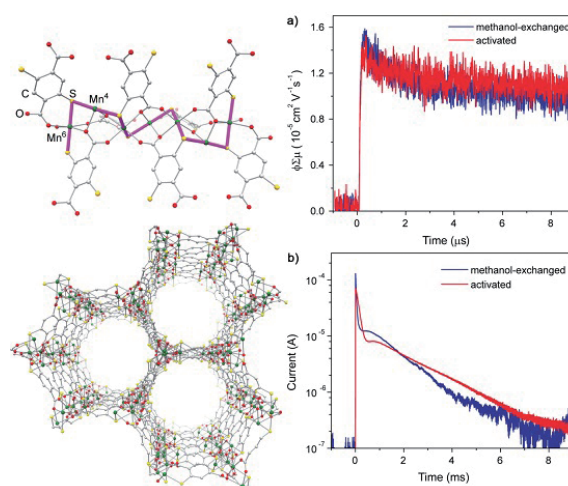 C
S
Mn⁴
O
Mn⁶
a)
methanol-exchanged
activated
ϕΣμ (10⁻⁵ cm² V⁻¹ s⁻¹)
1.6
1.2
0.8
0.4
0.0
0 2 4 6 8
Time (μs)
b)
methanol-exchanged
activated
Current (A)
10⁻⁴
10⁻⁵
10⁻⁶
10⁻⁷
0 2 4 6 8
Time (ms)